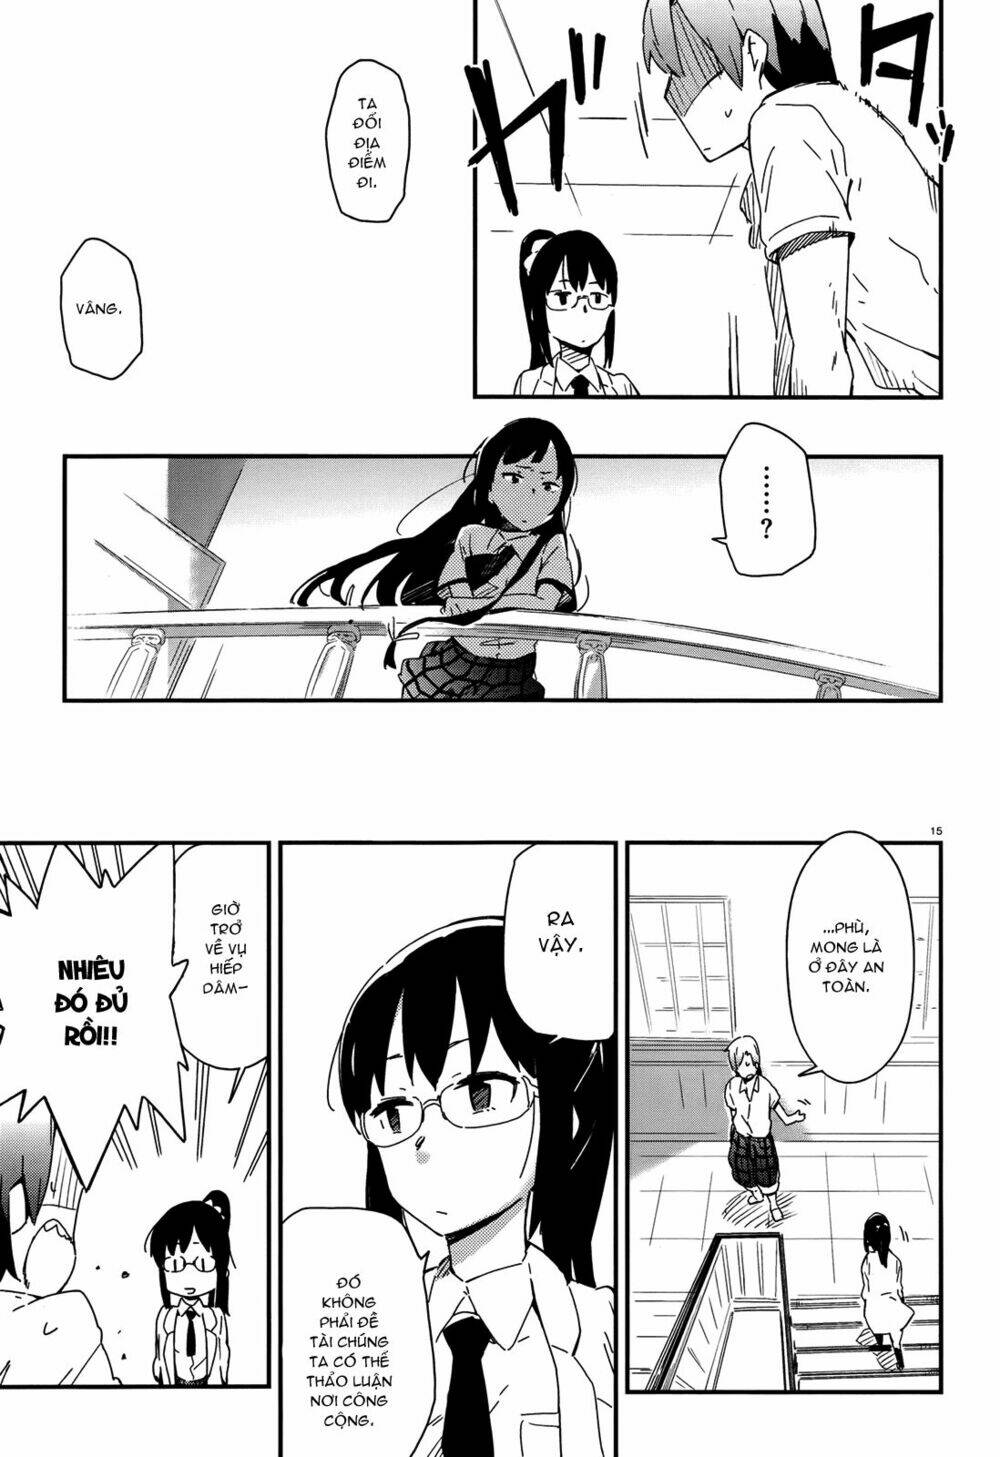 TA
ĐỔI
ĐỊA
ĐIỂM
ĐI.
VÂNG.
......?
15
...PHÙ,
MONG LÀ
Ở ĐÂY AN
TOÀN.
RA
VẬY.
ĐÓ
KHÔNG
PHẢI ĐỀ
TÀI CHÚNG
TA CÓ THỂ
THẢO LUẬN
NƠI CÔNG
CỘNG.
GIỜ
TRỞ
VỀ VỤ
HIẾP
DÂM-
NHIÊU
ĐÓ ĐỦ
RỒI!!